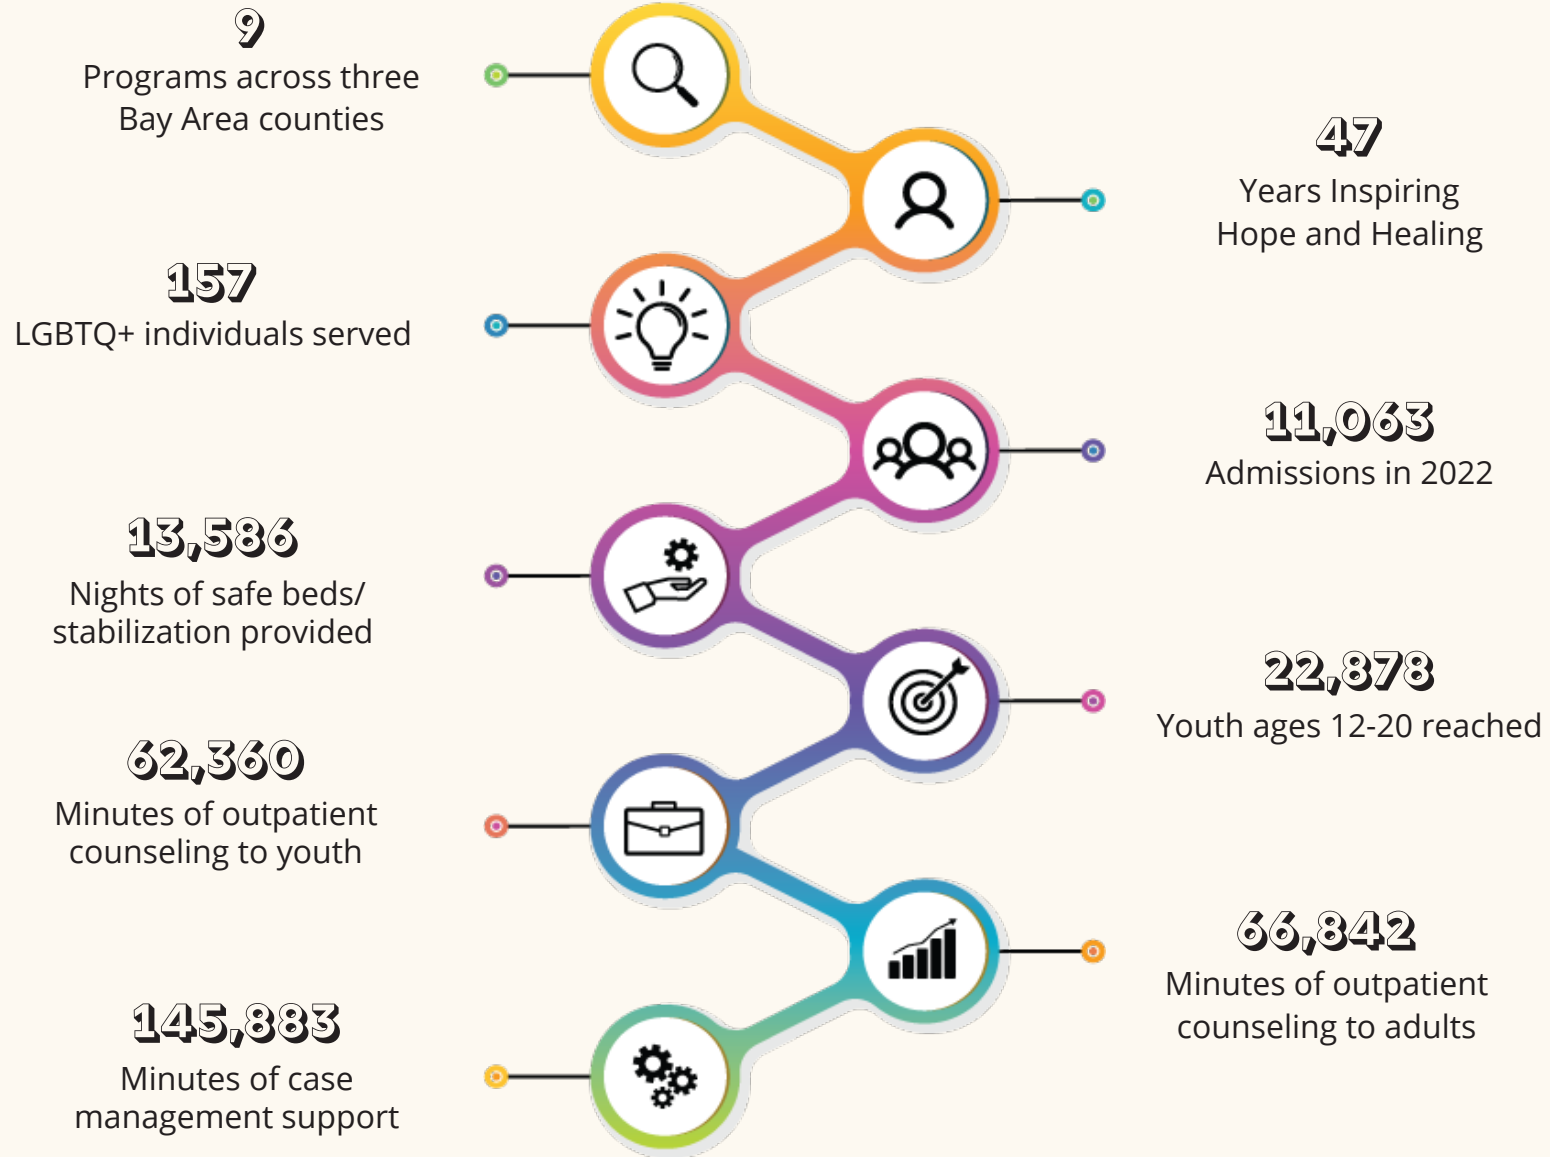 9
Programs across three
Bay Area counties
47
Years Inspiring
Hope and Healing
157
LGBTQ+ individuals served
11,063
Admissions in 2022
13,586
Nights of safe beds/
stabilization provided
22,878
Youth ages 12-20 reached
62,360
Minutes of outpatient
counseling to youth
66,842
Minutes of outpatient
counseling to adults
145,883
Minutes of case
management support